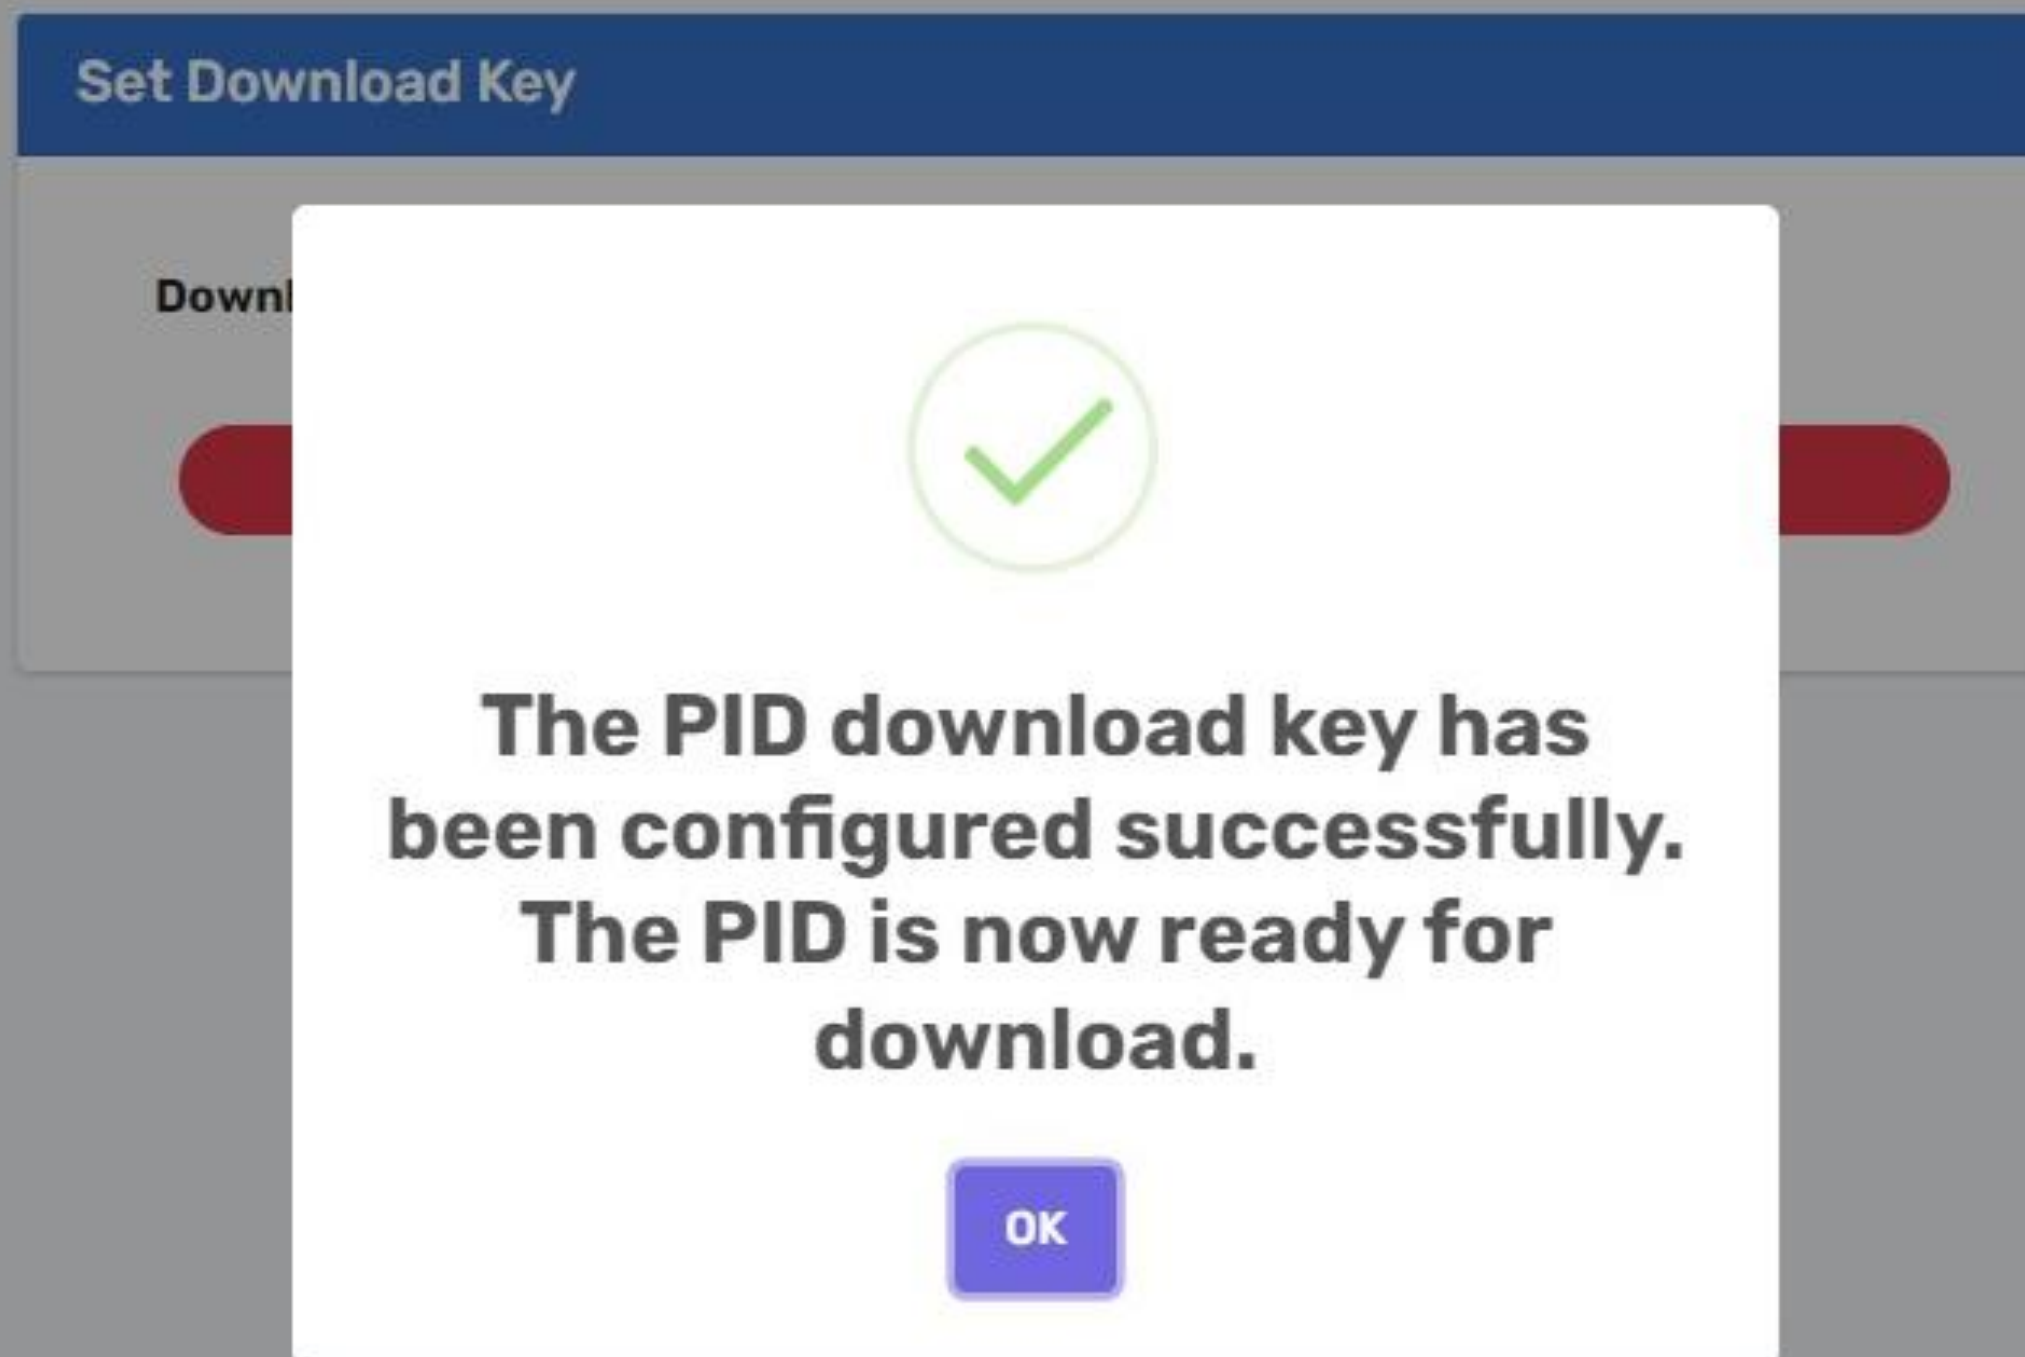 Set Download Key
Downl
The PID download key has
been configured successfully.
The PID is now ready for
download.
OK